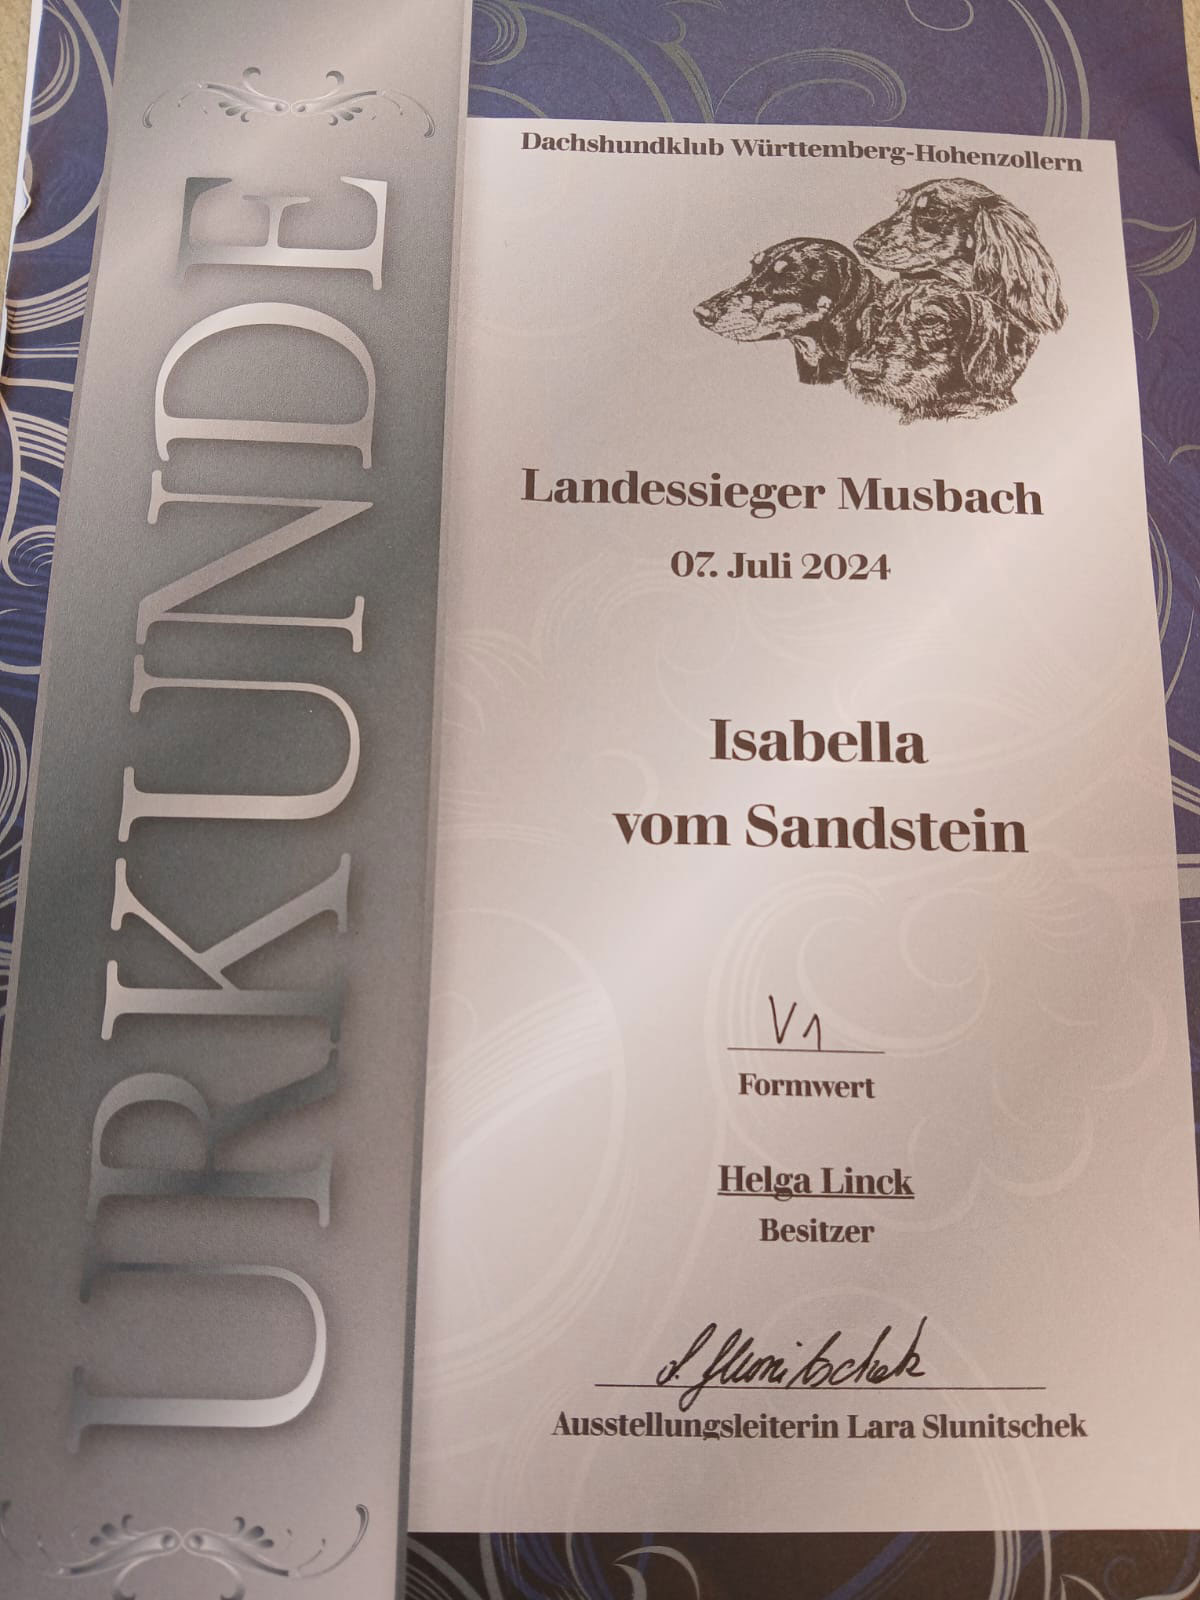 URKUNDE
Dachshundklub Württemberg-Hohenzollern
Landessieger Musbach
07. Juli 2024
Isabella
vom Sandstein
V1
Formwert
Helga Linck
Besitzer
S. Slunitschek
Ausstellungsleiterin Lara Slunitschek